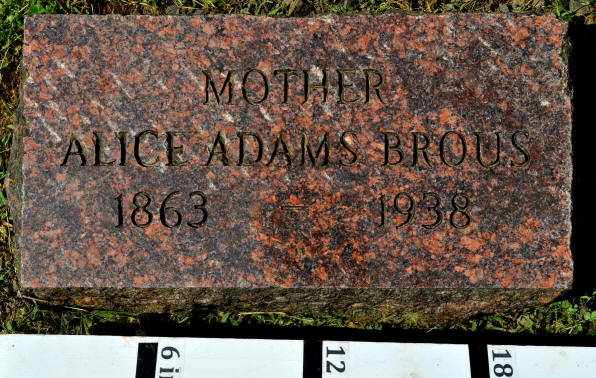 MOTHER
ALICE ADAMS BROUS
1863 - 1938
6 in
12
18